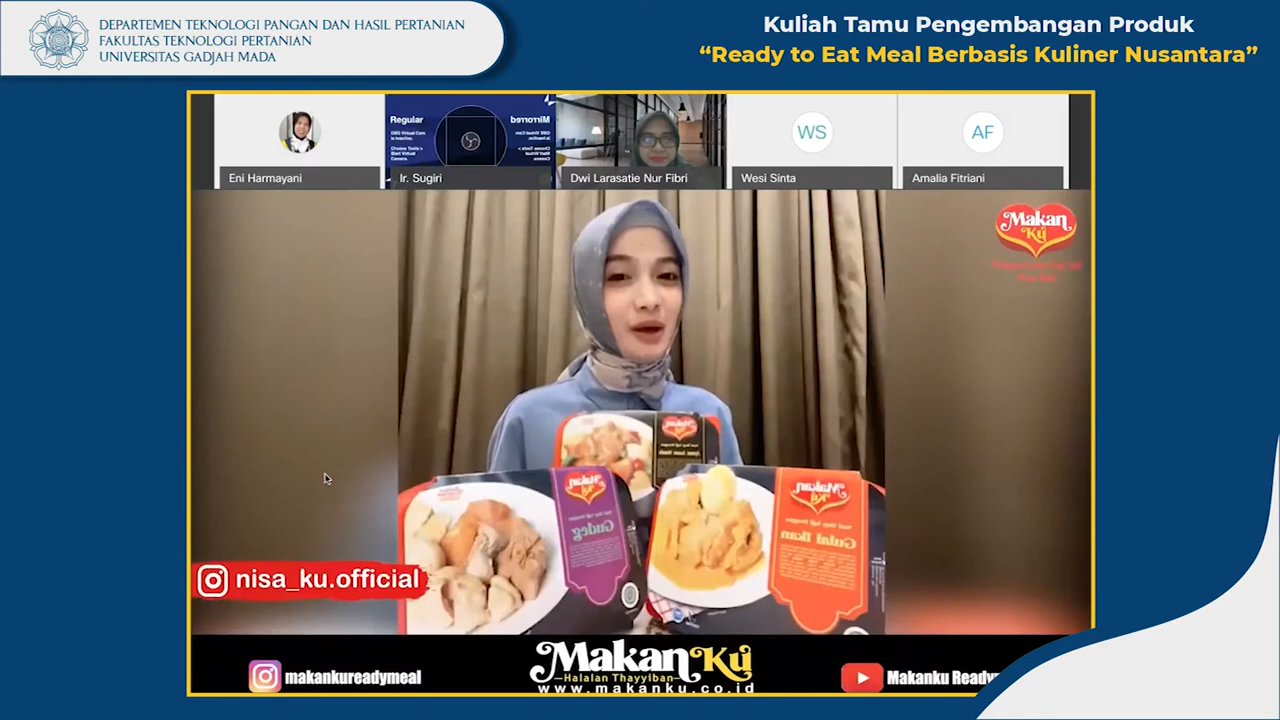 DEPARTEMEN TEKNOLOGI PANGAN DAN HASIL PERTANIAN
FAKULTAS TEKNOLOGI PERTANIAN
UNIVERSITAS GADJAH MADA
Kuliah Tamu Pengembangan Produk
“Ready to Eat Meal Berbasis Kuliner Nusantara”
Regular
Mirrored
WS
AF
Eni Harmayani
Ir. Sugiri
Dwi Larasatie Nur Fibri
Wesi Sinta
Amalia Fitriani
Makan
Ku
Makan
Ku
Gudeg
Makan
Ku
Gulai Ikan
nisa_ku.official
makankureadymeal
MakanKu
Halalan Thayyiban
www.makanku.co.id
Makanku Ready